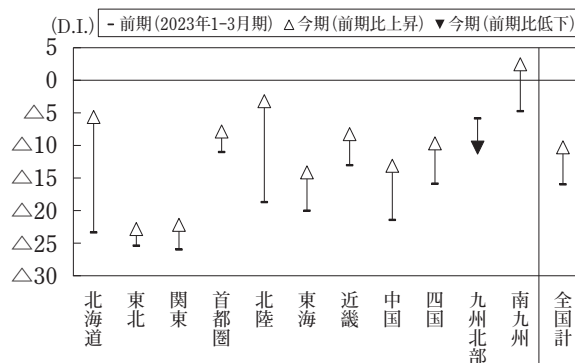 (D.I.)
━ 前期(2023年1-3月期) △今期(前期比上昇) ▼今期(前期比低下)
5
0
△5
△10
△15
△20
△25
△30
北海道
東北
関東
首都圏
北陸
東海
近畿
中国
四国
九州北部
南九州
全国計